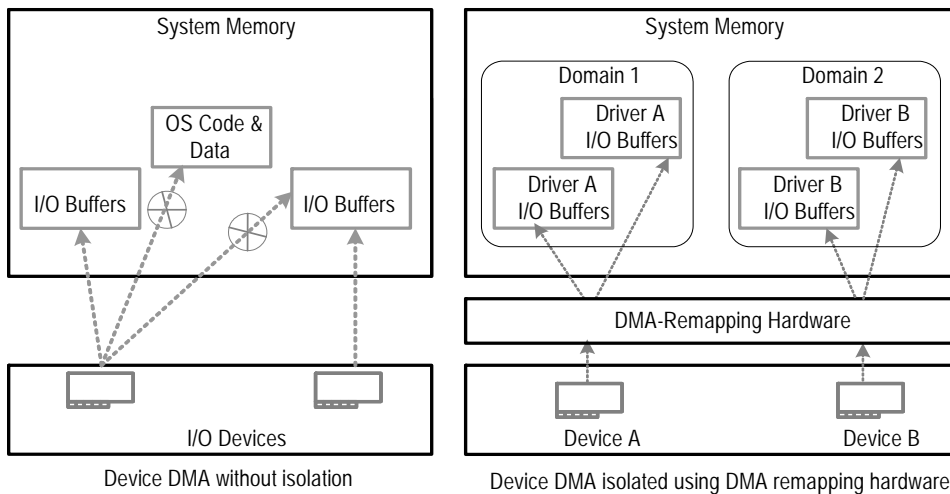 System Memory
OS Code &
Data
I/O Buffers
I/O Buffers
I/O Devices
Device DMA without isolation
System Memory
Domain 1
Driver A
I/O Buffers
Driver A
I/O Buffers
Domain 2
Driver B
I/O Buffers
Driver B
I/O Buffers
DMA-Remapping Hardware
Device A
Device B
Device DMA isolated using DMA remapping hardware